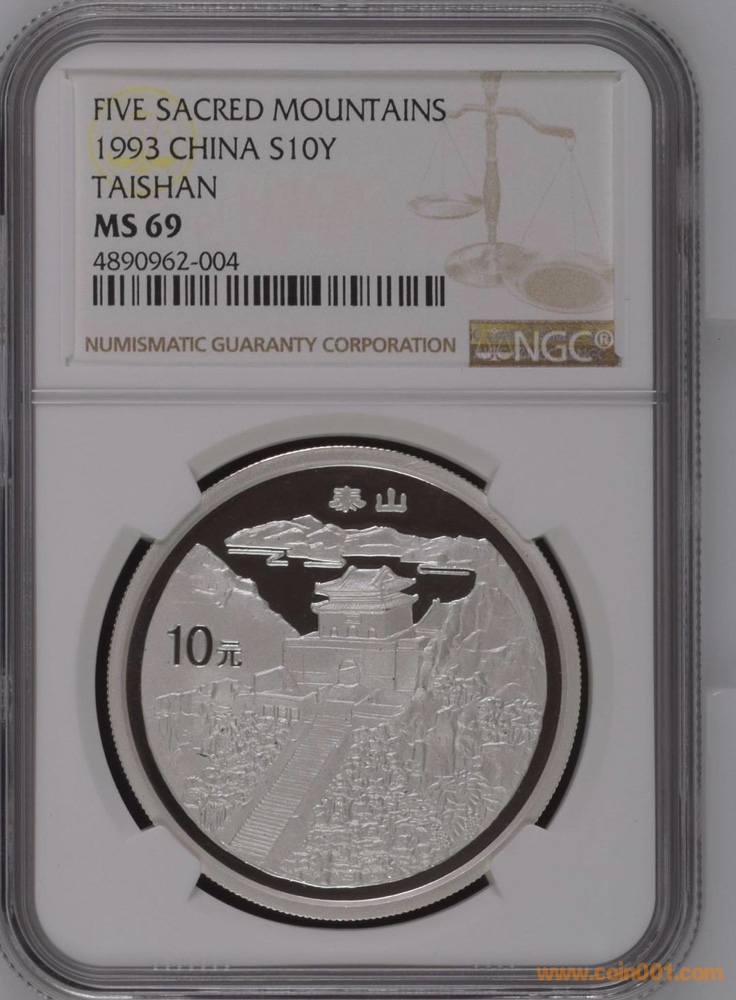 FIVE SACRED MOUNTAINS
1993 CHINA S10Y
TAISHAN
MS 69
4890962-004
NUMISMATIC GUARANTY CORPORATION
NGC®
泰山
10元
www.coin001.com